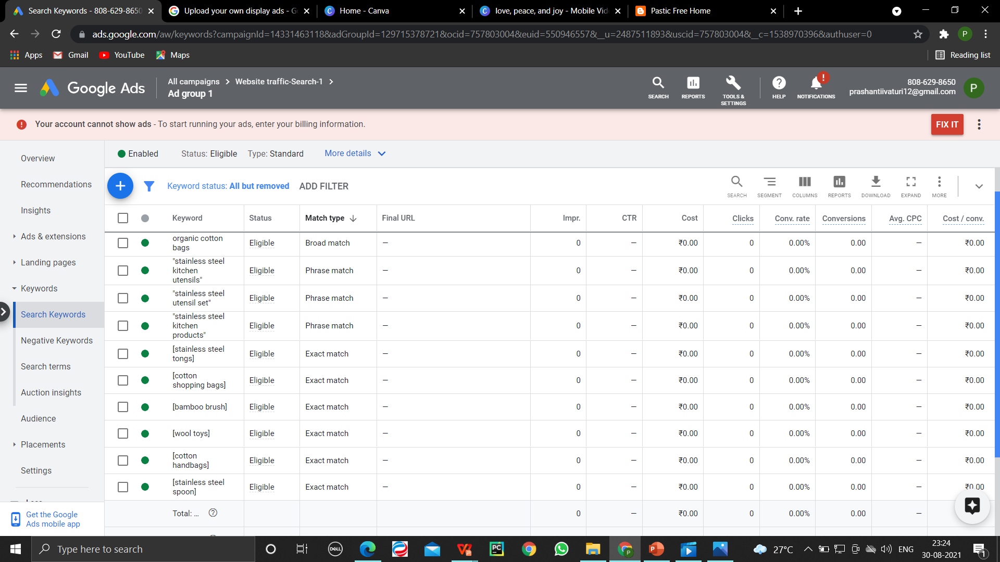 Search Keywords - 808-629-8650
Upload your own display ads - G
Home - Canva
love, peace, and joy - Mobile Vid
Pastic Free Home
ads.google.com/aw/keywords?campaignId=14331463118&adGroupId=129715378721&ocid=757803004&euid=550946557&__u=2487511893&uscid=757803004&__c=1538970396&authuser=0
P
Apps
Gmail
YouTube
Maps
Reading list
Google Ads
All campaigns > Website traffic-Search-1 >
Ad group 1
SEARCH
REPORTS
TOOLS &
SETTINGS
HELP
NOTIFICATIONS
808-629-8650
prashantiivaturi12@gmail.com
P
Your account cannot show ads - To start running your ads, enter your billing information.
FIX IT
Overview
Recommendations
Insights
Ads & extensions
Landing pages
Keywords
Search Keywords
Negative Keywords
Search terms
Auction insights
Audience
Placements
Settings
Get the Google
Ads mobile app
Enabled Status: Eligible Type: Standard More details
Keyword status: All but removed ADD FILTER
SEARCH SEGMENT COLUMNS REPORTS DOWNLOAD EXPAND MORE
Keyword Status Match type Final URL Impr. CTR Cost Clicks Conv. rate Conversions Avg. CPC Cost / conv.
organic cotton
bags Eligible Broad match — 0 — ₹0.00 0 0.00% 0.00 — ₹0.00
"stainless steel
kitchen
utensils" Eligible Phrase match — 0 — ₹0.00 0 0.00% 0.00 — ₹0.00
"stainless steel
utensil set" Eligible Phrase match — 0 — ₹0.00 0 0.00% 0.00 — ₹0.00
"stainless steel
kitchen
products" Eligible Phrase match — 0 — ₹0.00 0 0.00% 0.00 — ₹0.00
[stainless steel
tongs] Eligible Exact match — 0 — ₹0.00 0 0.00% 0.00 — ₹0.00
[cotton
shopping bags] Eligible Exact match — 0 — ₹0.00 0 0.00% 0.00 — ₹0.00
[bamboo brush] Eligible Exact match — 0 — ₹0.00 0 0.00% 0.00 — ₹0.00
[wool toys] Eligible Exact match — 0 — ₹0.00 0 0.00% 0.00 — ₹0.00
[cotton
handbags] Eligible Exact match — 0 — ₹0.00 0 0.00% 0.00 — ₹0.00
[stainless steel
spoon] Eligible Exact match — 0 — ₹0.00 0 0.00% 0.00 — ₹0.00
Total: ... 0 — ₹0.00 0 0.00% 0.00 —
Type here to search
DELL
PC
27°C
ENG
23:24
30-08-2021
1